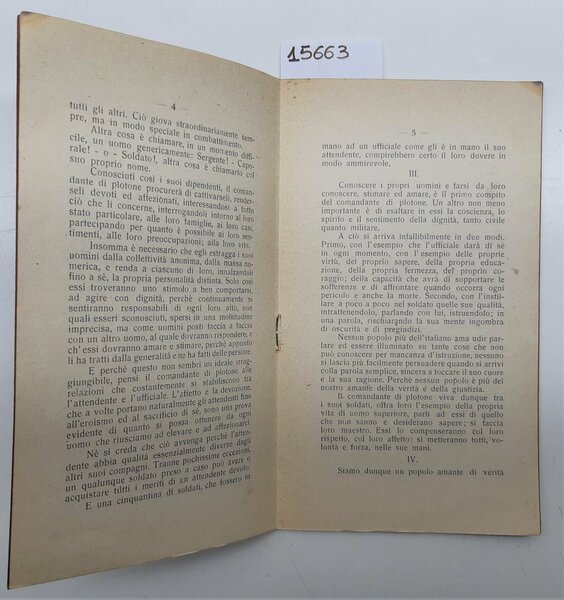 15663
— 4 —
tutti gli altri. Ciò giova straordinariamente sem-
pre, ma in modo speciale in combattimento.
Altra cosa è chiamare, in un momento diffi-
cile, un uomo genericamente: Sergente! - Capo-
rale! - o - Soldato!, altra cosa è chiamarlo col
suo proprio nome.
Conosciuti così i suoi dipendenti, il coman-
dante di plotone procurerà di cattivarseli, render-
seli devoti ed affezionati, interessandosi a tutto
ciò che li concerne, interrogandoli intorno al loro
stato particolare, alle loro famiglie, ai loro casi,
partecipando per quanto è possibile ai loro sen-
timenti, alle loro preoccupazioni; alla loro vita.
Insomma è necessario che egli estragga i suoi
uomini dalla collettività anonima, dalla massa nu-
merica, e renda a ciascuno di loro, innalzandoli
fino a sè, la propria personalità distinta. Solo così
essi troveranno uno stimolo a ben comportarsi,
ad agire con dignità, perchè continuamente si
sentiranno responsabili di ogni loro atto, non
quali esseri sconosciuti, spersi in una moltitudine
imprecisa, ma come uomini posti faccia a faccia
con un altro uomo, al quale dovranno rispondere, e
ch' essi dovranno amare e stimare, perchè appunto
li ha tratti dalla generalità e ne ha fatti delle persone.
E perchè questo non sembri un ideale irrag-
giungibile, pensi il comandante di plotone alle
relazioni che costantemente si stabiliscono tra
l'attendente e l'ufficiale. L'affetto e la devozione,
che a volte portano naturalmente gli attendenti fino
all'eroismo ed al sacrificio di sè, sono una prova
evidente di quanto si possa ottenere da ogni
uomo che riusciamo ad elevare e ad affezionarci.
Nè si creda che ciò avvenga perchè l'atten-
dente abbia qualità essenzialmente diverse dagli
altri suoi compagni. Tranne pochissime eccezioni,
un qualunque soldato preso a caso può avere o
acquistare tutti i meriti di un attendente devoto.
E una cinquantina di soldati, che fossero in
— 5 —
mano ad un ufficiale come gli è in mano il suo
attendente, compirebbero certo il loro dovere in
modo ammirevole.
III.
Conoscere i propri uomini e farsi da loro
conoscere, stimare ed amare, è il primo compito
del comandante di plotone. Un altro non meno
importante è di esaltare in essi la coscienza, lo
spirito e il sentimento della dignità, tanto civile
quanto militare.
A ciò si arriva infallibilmente in due modi.
Primo, con l'esempio che l'ufficiale darà di sè
in ogni momento, con l'esempio delle proprie
virtù, del proprio sapere, della propria educa-
zione, della propria fermezza, del proprio co-
raggio; della capacità che avrà di sopportare le
sofferenze e di affrontare quando occorra ogni
pericolo e anche la morte. Secondo, con l'instil-
lare a poco a poco nel soldato quelle sue qualità,
intrattenendolo, parlando con lui, istruendolo; in
una parola, rischiarando la sua mente ingombra
di oscurità e di pregiudizi.
Nessun popolo più dell'italiano ama udir parla-
re ed essere illuminato su tante cose che non può
conoscere per mancanza d'istruzione, nessuno
si lascia più facilmente persuadere quando si arriva
colla parola semplice, sincera a toccare il suo cuore
e la sua ragione. Perchè nessun popolo è più del
nostro amante della verità e della giustizia.
Il comandante di plotone viva dunque tra
i suoi soldati, offra loro l'esempio della propria
vita di uomo superiore, parli ad essi di quello
che non sanno e desiderano sapere; si faccia
loro maestro. Essi lo compenseranno col loro
rispetto, col loro affetto: si metteranno tutti, vo-
lontà e forza, nelle sue mani.
IV.
Siamo dunque un popolo amante di verità